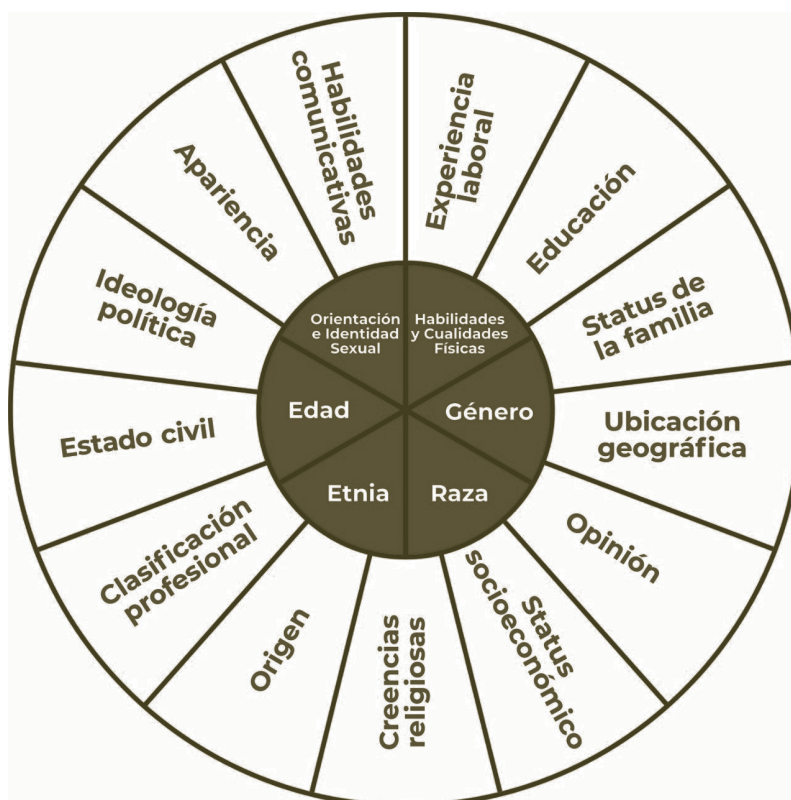 Habilidades
comunicativas
Experiencia
laboral
Educación
Status de
la familia
Ubicación
geográfica
Opinión
Status
socioeconómico
Creencias
religiosas
Origen
Clasificación
profesional
Estado civil
Ideología
política
Apariencia
Orientación
e Identidad
Sexual
Habilidades
y Cualidades
Físicas
Género
Raza
Etnia
Edad